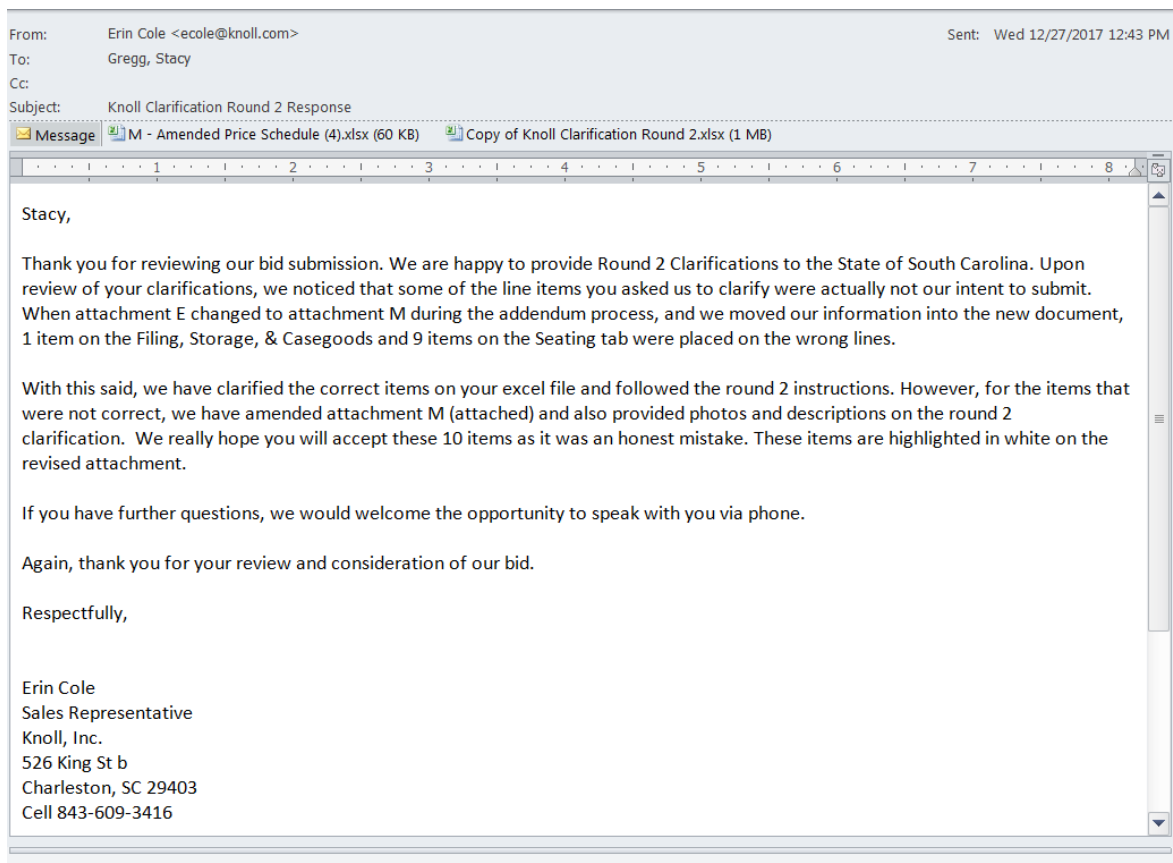 From: Erin Cole <ecole@knoll.com> Sent: Wed 12/27/2017 12:43 PM
To: Gregg, Stacy
Cc:
Subject: Knoll Clarification Round 2 Response
Message M - Amended Price Schedule (4).xlsx (60 KB) Copy of Knoll Clarification Round 2.xlsx (1 MB)
1 2 3 4 5 6 7 8
Stacy,
Thank you for reviewing our bid submission. We are happy to provide Round 2 Clarifications to the State of South Carolina. Upon
review of your clarifications, we noticed that some of the line items you asked us to clarify were actually not our intent to submit.
When attachment E changed to attachment M during the addendum process, and we moved our information into the new document,
1 item on the Filing, Storage, & Casegoods and 9 items on the Seating tab were placed on the wrong lines.
With this said, we have clarified the correct items on your excel file and followed the round 2 instructions. However, for the items that
were not correct, we have amended attachment M (attached) and also provided photos and descriptions on the round 2
clarification.  We really hope you will accept these 10 items as it was an honest mistake. These items are highlighted in white on the
revised attachment.
If you have further questions, we would welcome the opportunity to speak with you via phone.
Again, thank you for your review and consideration of our bid.
Respectfully,
Erin Cole
Sales Representative
Knoll, Inc.
526 King St b
Charleston, SC 29403
Cell 843-609-3416